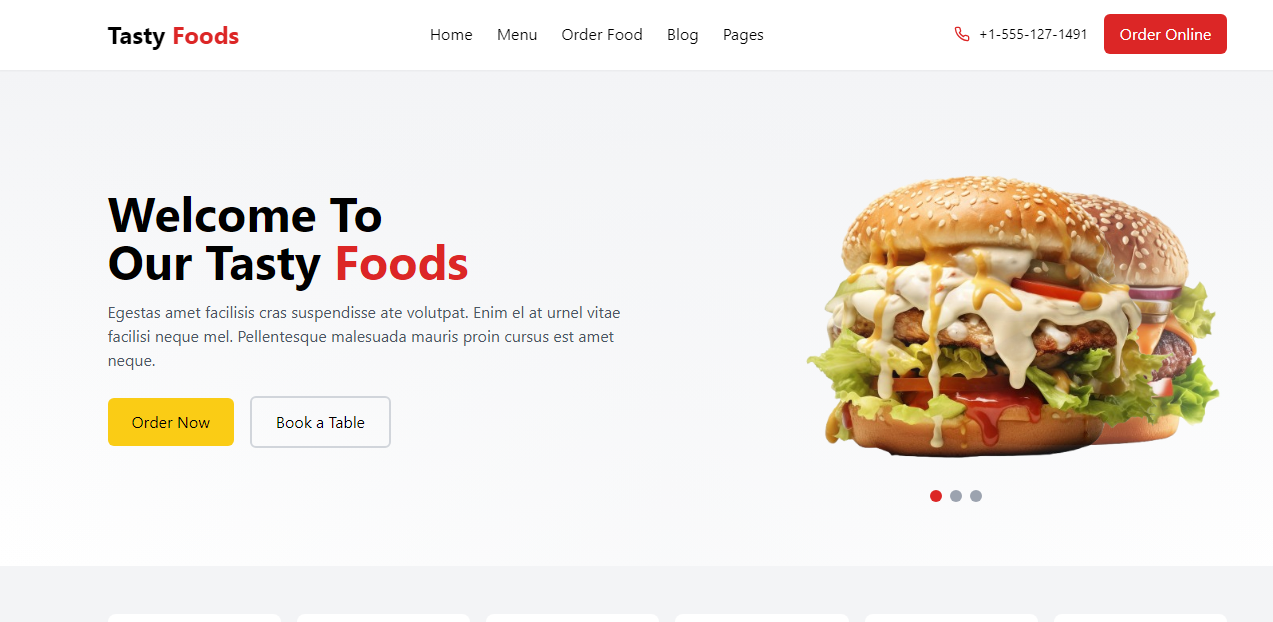 Tasty Foods
Home Menu Order Food Blog Pages
+1-555-127-1491
Order Online
Welcome To
Our Tasty Foods
Egestas amet facilisis cras suspendisse ate volutpat. Enim el at urnel vitae
facilisi neque mel. Pellentesque malesuada mauris proin cursus est amet
neque.
Order Now
Book a Table